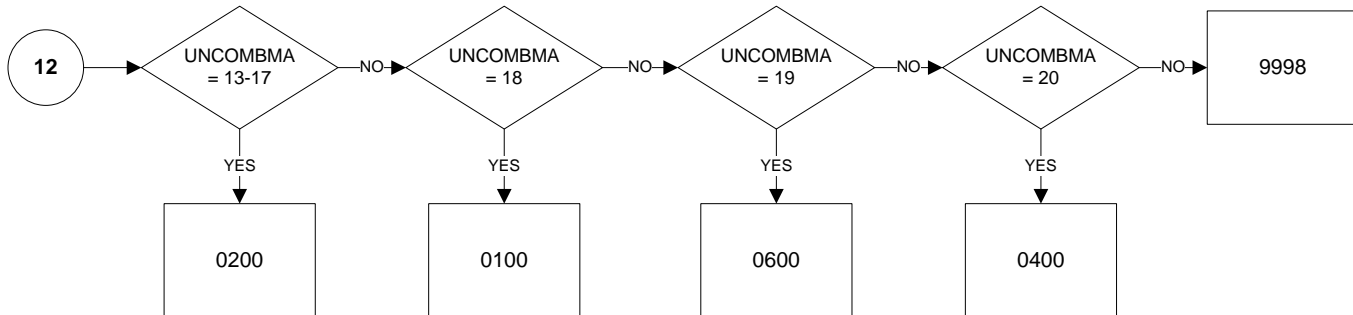 12
UNCOMBMA
= 13-17
NO
UNCOMBMA
= 18
NO
UNCOMBMA
= 19
NO
UNCOMBMA
= 20
NO
9998
YES
YES
YES
YES
0200
0100
0600
0400